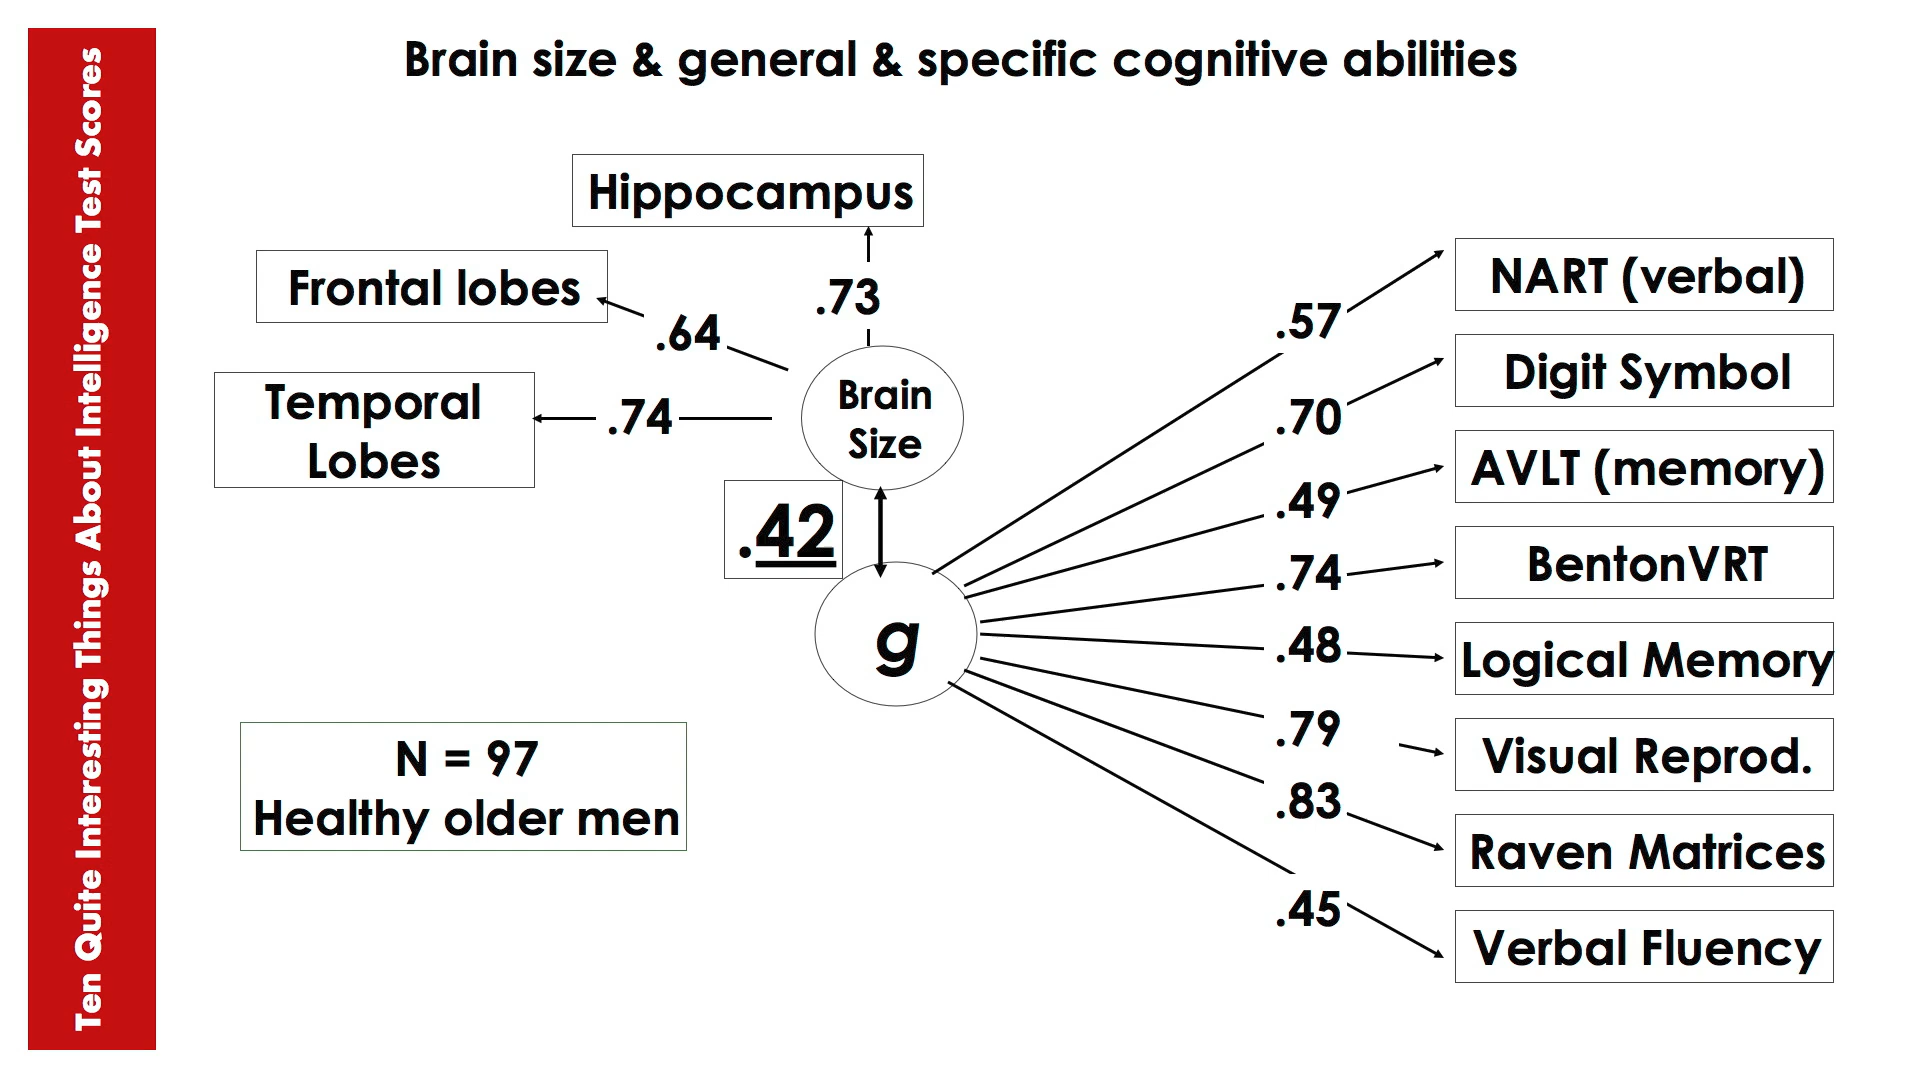 Ten Quite Interesting Things About Intelligence Test Scores
Brain size & general & specific cognitive abilities
Hippocampus
Frontal lobes
Temporal
Lobes
.73
.64
.74
Brain
Size
.42
g
N = 97
Healthy older men
.57
.70
.49
.74
.48
.79
.83
.45
NART (verbal)
Digit Symbol
AVLT (memory)
BentonVRT
Logical Memory
Visual Reprod.
Raven Matrices
Verbal Fluency